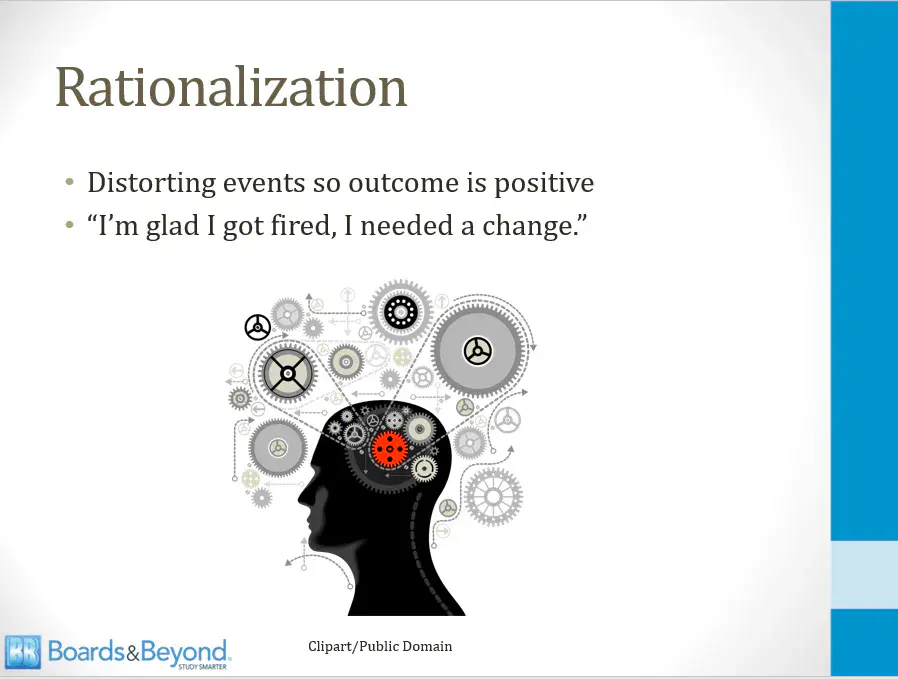 Rationalization
• Distorting events so outcome is positive
• “I’m glad I got fired, I needed a change.”
BB Boards&Beyond.
STUDY SMARTER
Clipart/Public Domain